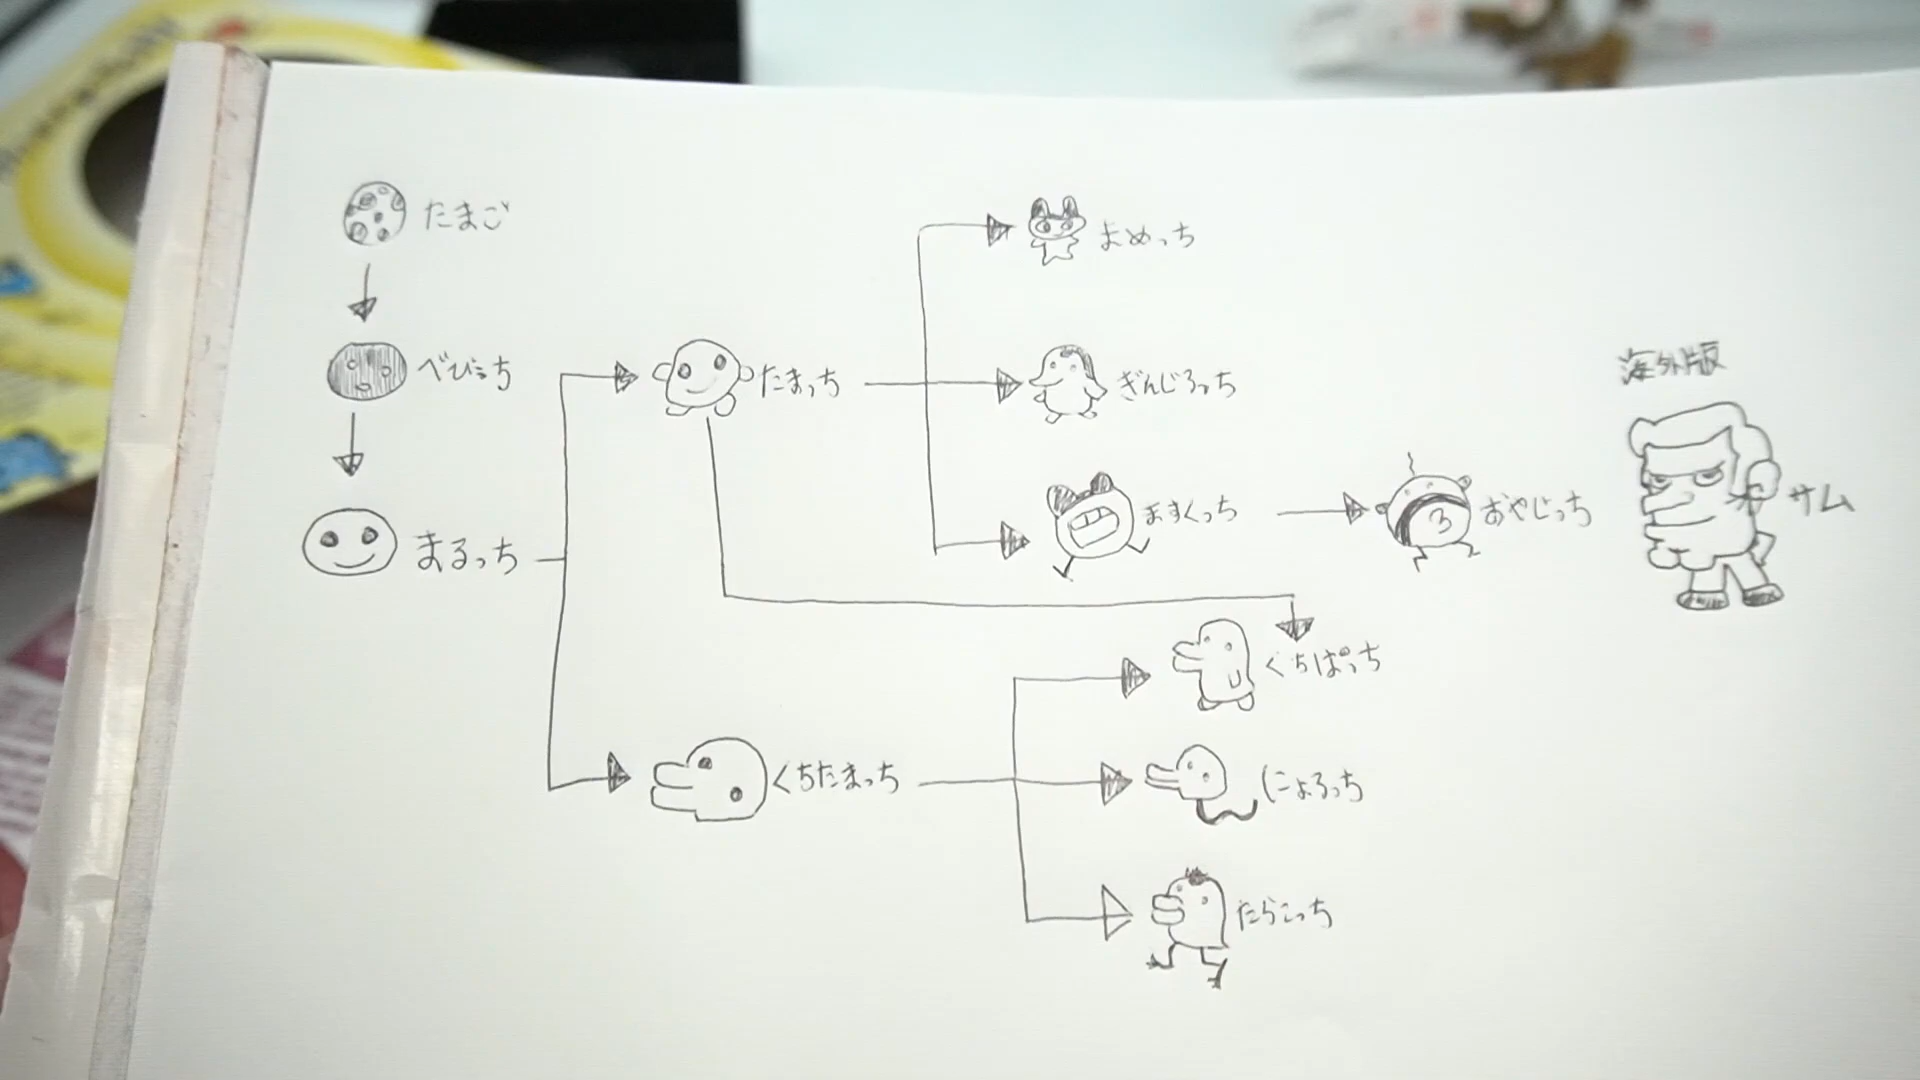 たまご
べびっち
まるっち
たまっち
くちたまっち
まめっち
ぎんじろっち
ますくっち
おやじっち
くちぱっち
にょろっち
たらこっち
海外版
サム